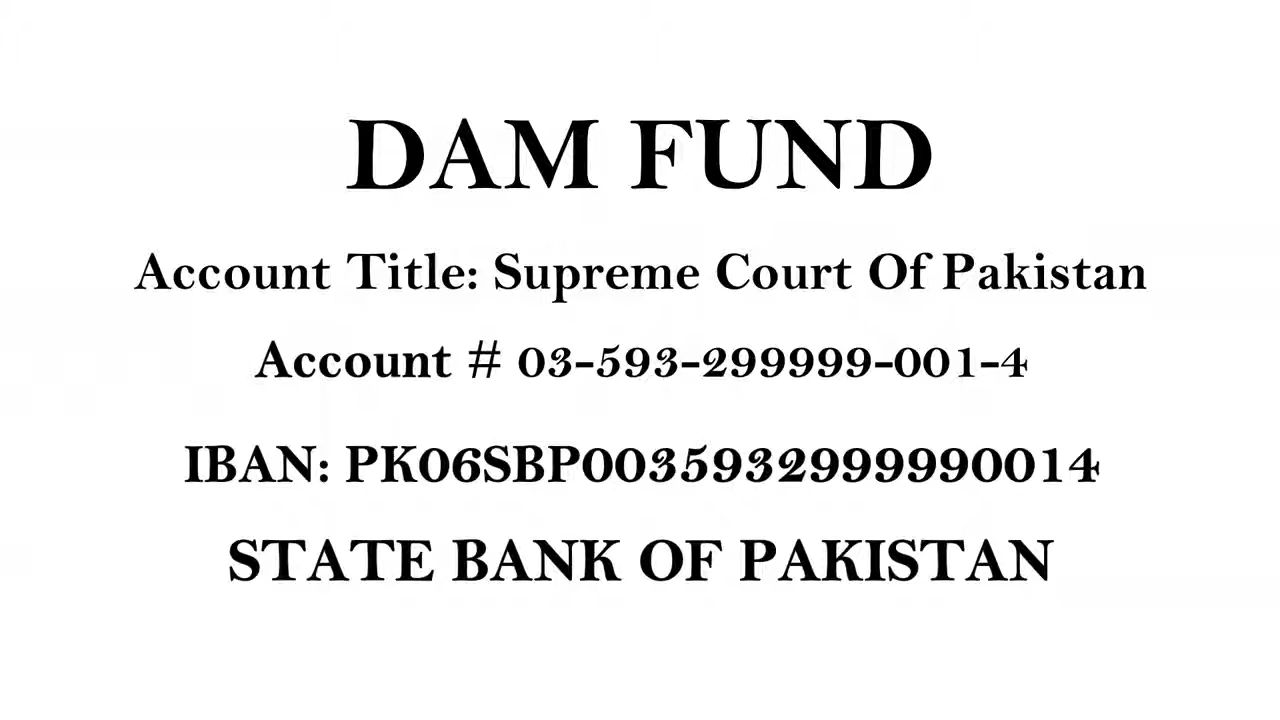 DAM FUND
Account Title: Supreme Court Of Pakistan
Account # 03-593-299999-001-4
IBAN: PK06SBP0035932999990014
STATE BANK OF PAKISTAN